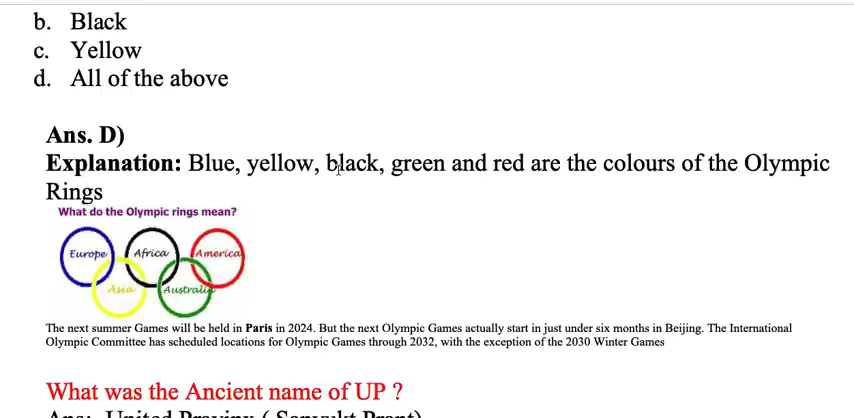 b. Black
c. Yellow
d. All of the above
Ans. D)
Explanation: Blue, yellow, black, green and red are the colours of the Olympic
Rings
What do the Olympic rings mean?
Europe Africa America
Asia Australia
The next summer Games will be held in Paris in 2024. But the next Olympic Games actually start in just under six months in Beijing. The International
Olympic Committee has scheduled locations for Olympic Games through 2032, with the exception of the 2030 Winter Games
What was the Ancient name of UP ?
Ans: United